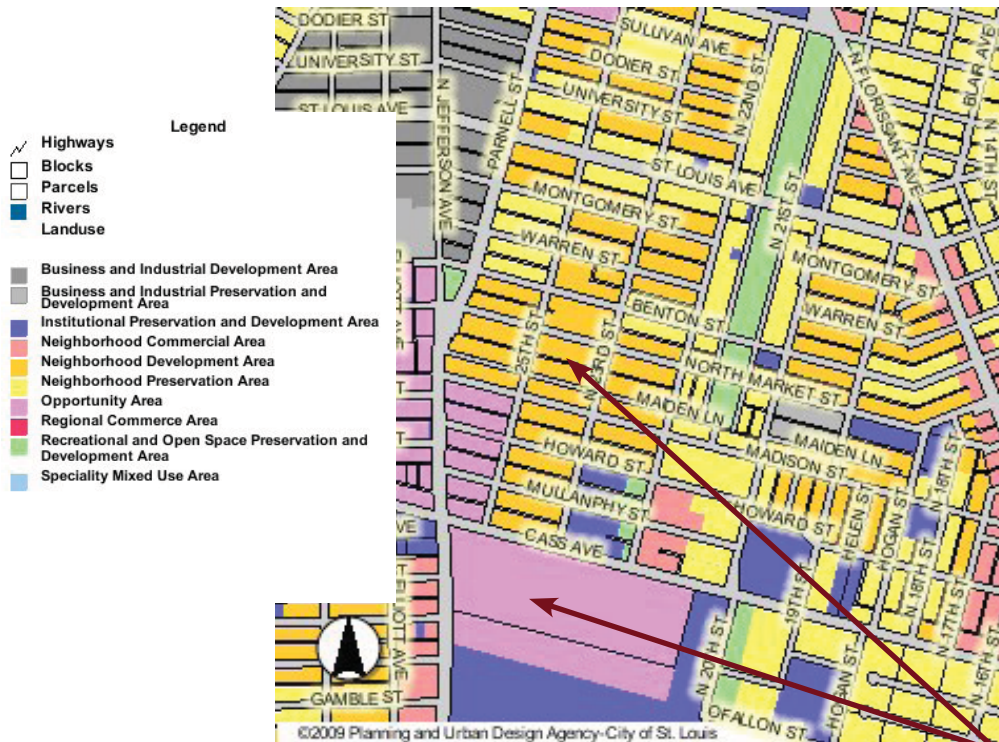 Legend
Highways
Blocks
Parcels
Rivers
Landuse
Business and Industrial Development Area
Business and Industrial Preservation and
Development Area
Institutional Preservation and Development Area
Neighborhood Commercial Area
Neighborhood Development Area
Neighborhood Preservation Area
Opportunity Area
Regional Commerce Area
Recreational and Open Space Preservation and
Development Area
Speciality Mixed Use Area
DODIER ST
UNIVERSITY ST
ST LOUIS AVE
N JEFFERSON AVE
PARNELL ST
SULLIVAN AVE
DODIER ST
UNIVERSITY ST
N 22ND ST
ST LOUIS AVE
N 21ST ST
N FLORISSANT AVE
BLAIR AVE
N 14TH ST
MONTGOMERY ST
WARREN ST
BENTON ST
MONTGOMERY ST
WARREN ST
25TH ST
NORTH MARKET ST
MAIDEN LN
MAIDEN LN
MADISON ST
HOWARD ST
MULLANPHY ST
CASS AVE
HOWARD ST
HELEN ST
HOGAN ST
N 18TH ST
N 18TH ST
N 17TH ST
N 16TH ST
19TH ST
N 20TH ST
HOGAN ST
OFALLON ST
AVE
ELLIOTT AVE
GAMBLE ST
©2009 Planning and Urban Design Agency-City of St. Louis